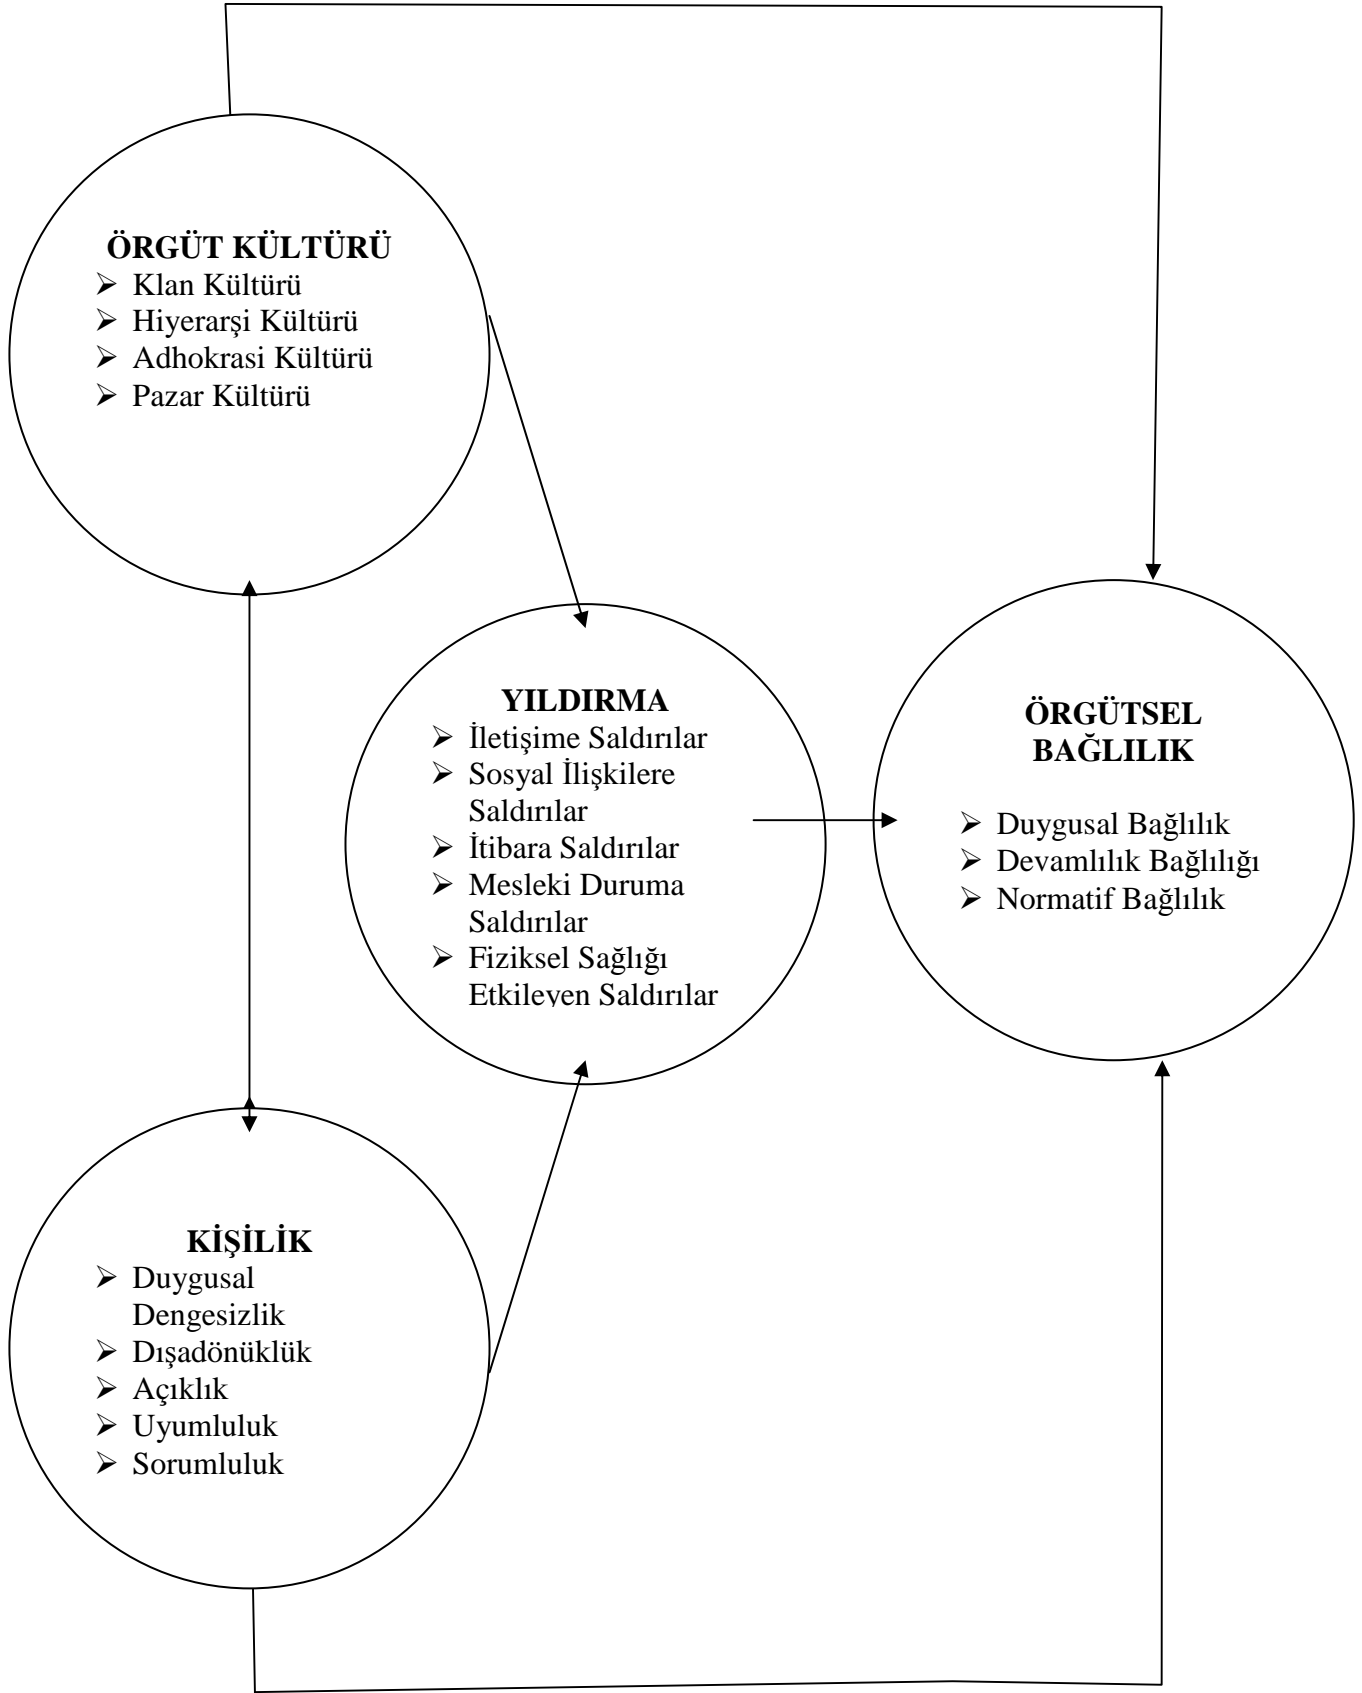 ÖRGÜT KÜLTÜRÜ
➢ Klan Kültürü
➢ Hiyerarşi Kültürü
➢ Adhokrasi Kültürü
➢ Pazar Kültürü
YILDIRMA
➢ İletişime Saldırılar
➢ Sosyal İlişkilere
Saldırılar
➢ İtibara Saldırılar
➢ Mesleki Duruma
Saldırılar
➢ Fiziksel Sağlığı
Etkileyen Saldırılar
ÖRGÜTSEL
BAĞLILIK
➢ Duygusal Bağlılık
➢ Devamlılık Bağlılığı
➢ Normatif Bağlılık
KİŞİLİK
➢ Duygusal
Dengesizlik
➢ Dışadönüklük
➢ Açıklık
➢ Uyumluluk
➢ Sorumluluk